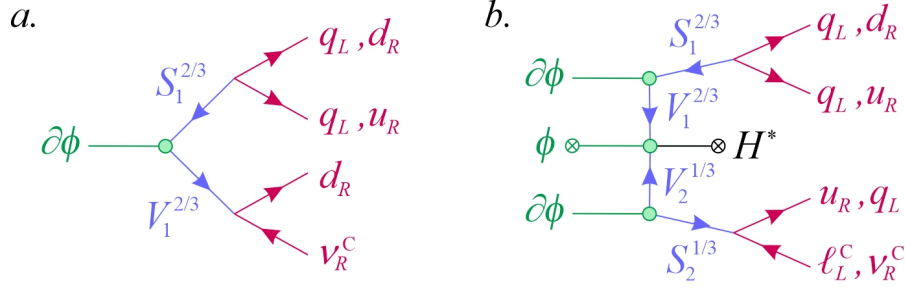 a.
q_L , d_R
S_1^{2/3}
q_L , u_R
∂ϕ
d_R
V_1^{2/3}
ν_R^C
b.
S_1^{2/3}
q_L , d_R
∂ϕ
V_1^{2/3}
q_L , u_R
ϕ
H^*
V_2^{1/3}
∂ϕ
u_R , q_L
S_2^{1/3}
ℓ_L^C , ν_R^C